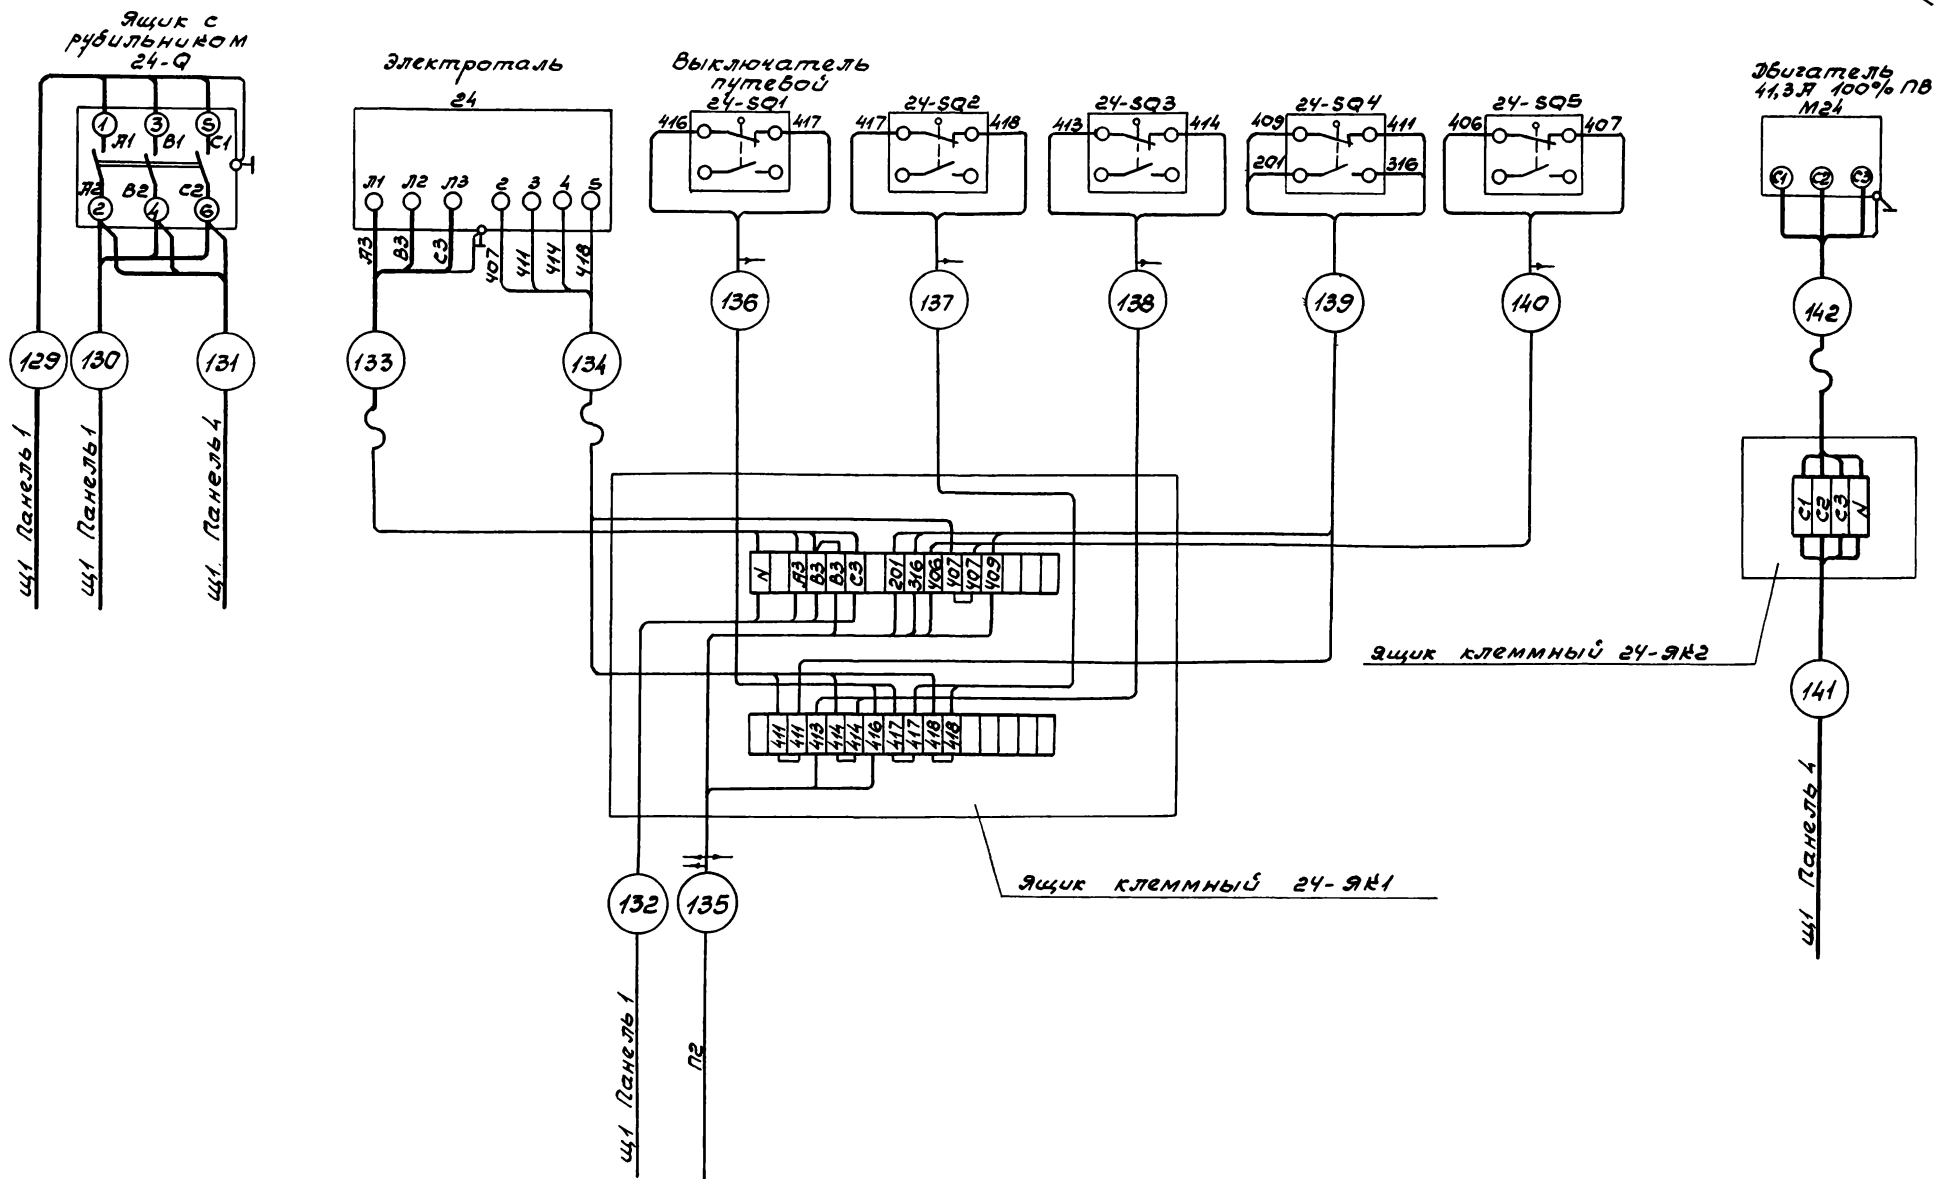 Ящик с
рубильником
24-Q
1 3 5
А1 В1 С1
А2 В2 С2
2 4 6
129 130 131
Щ1 Панель 1
Щ1 Панель 1
Щ1. Панель 4
Электроталь
24
Л1 Л2 Л3 2 3 4 5
А3 В3 С3 407 411 414 418
133 134
Выключатель
путевой
24-SQ1
416 417
136
24-SQ2
417 418
137
24-SQ3
413 414
138
24-SQ4
409 411
201 316
139
24-SQ5
406 407
140
Двигатель
41,3А 100% ПВ
М24
С1 С2 С3
142
С1 С2 С3 N
Ящик клеммный 24-ЯК2
141
Щ1 Панель 4
N А3 В3 В3 С3 201 316 406 407 407 409
411 411 413 414 414 416 417 417 418 418
Ящик клеммный 24-ЯК1
132 135
Щ1 Панель 1
П2